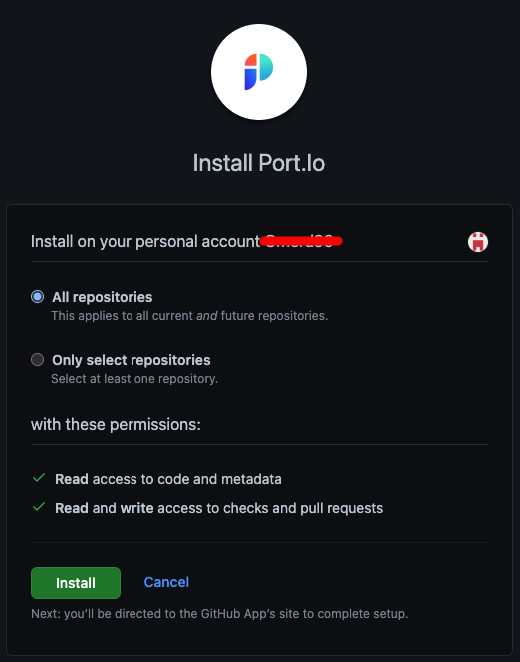 Install Port.Io
Install on your personal account
All repositories
This applies to all current and future repositories.
Only select repositories
Select at least one repository.
with these permissions:
Read access to code and metadata
Read and write access to checks and pull requests
Install
Cancel
Next: you'll be directed to the GitHub App's site to complete setup.